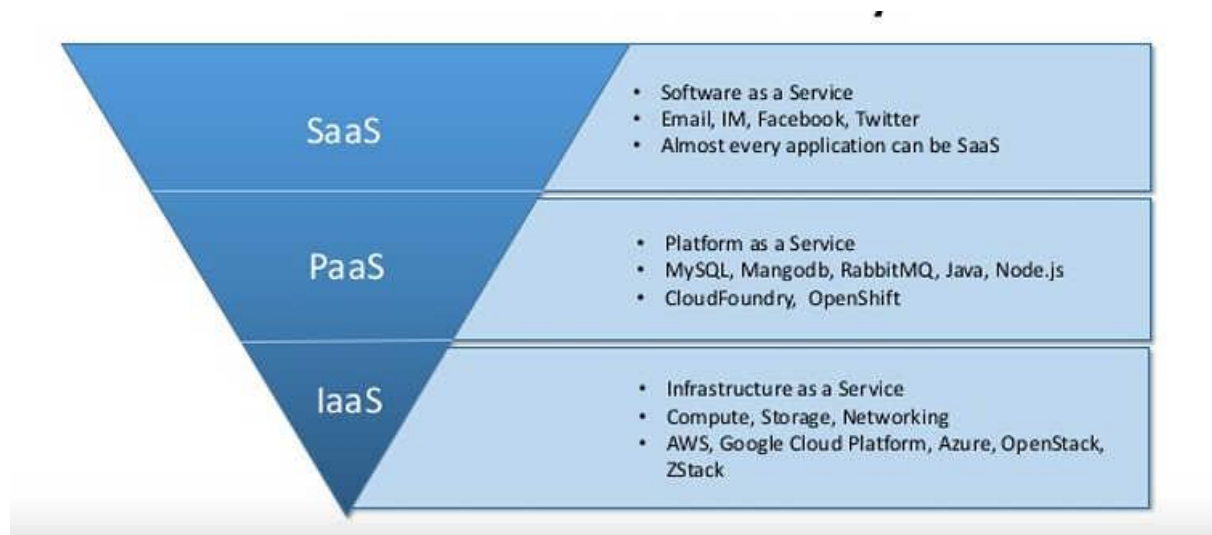 SaaS
• Software as a Service
• Email, IM, Facebook, Twitter
• Almost every application can be SaaS
PaaS
• Platform as a Service
• MySQL, Mangodb, RabbitMQ, Java, Node.js
• CloudFoundry, OpenShift
IaaS
• Infrastructure as a Service
• Compute, Storage, Networking
• AWS, Google Cloud Platform, Azure, OpenStack,
ZStack